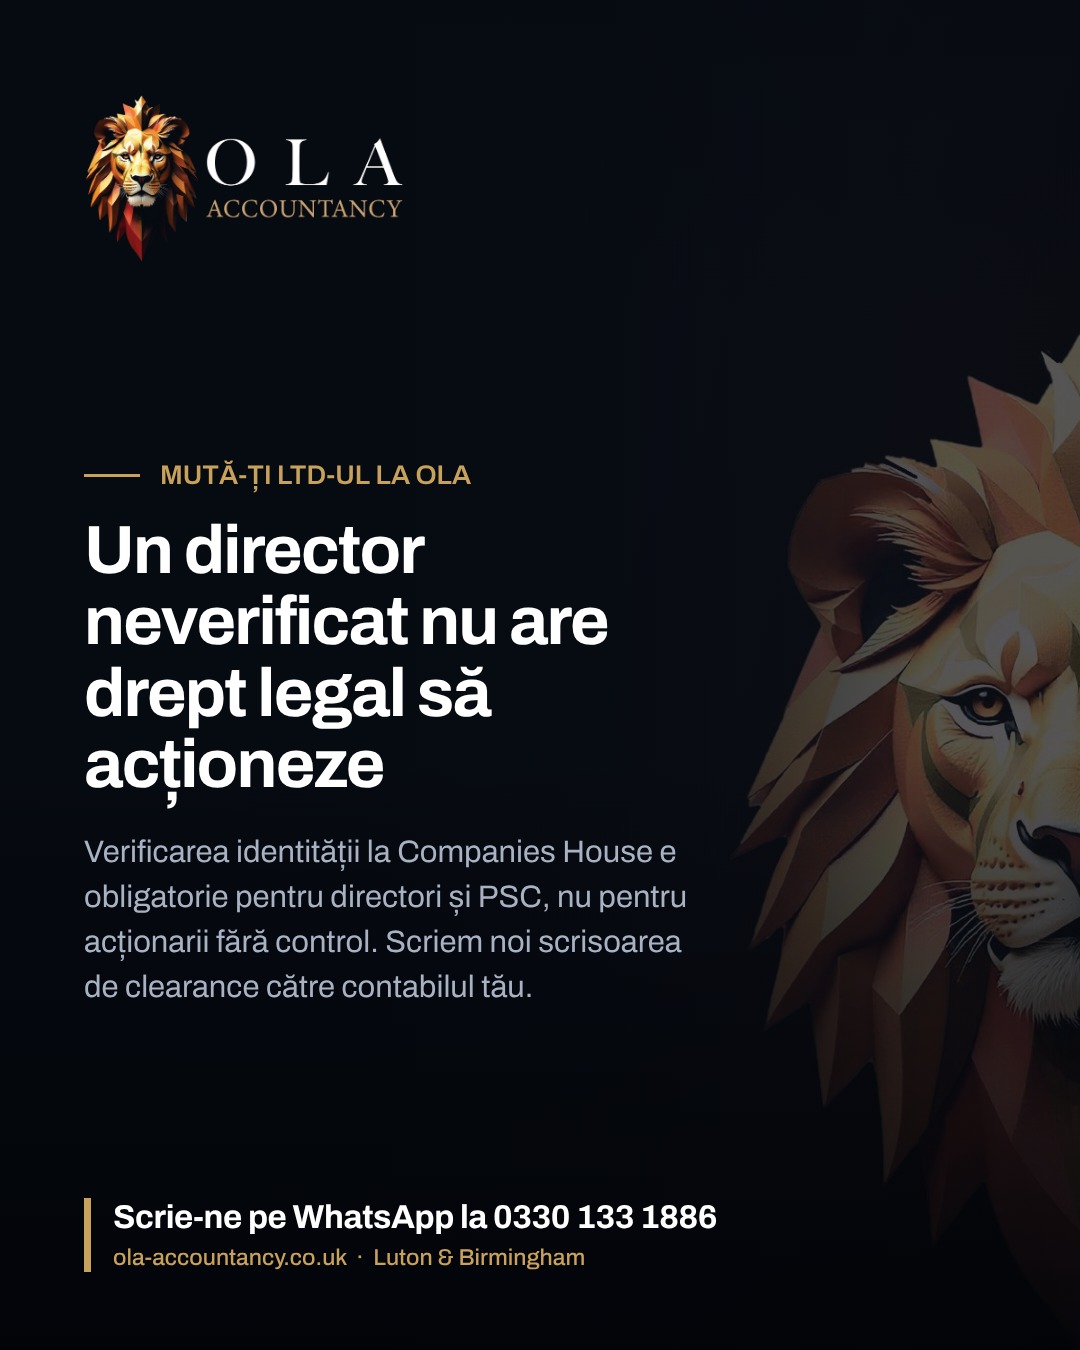 OLA
ACCOUNTANCY
MUTĂ-ȚI LTD-UL LA OLA
Un director
neverificat nu are
drept legal să
acționeze
Verificarea identității la Companies House e
obligatorie pentru directori și PSC, nu pentru
acționarii fără control. Scriem noi scrisoarea
de clearance către contabilul tău.
Scrie-ne pe WhatsApp la 0330 133 1886
ola-accountancy.co.uk · Luton & Birmingham